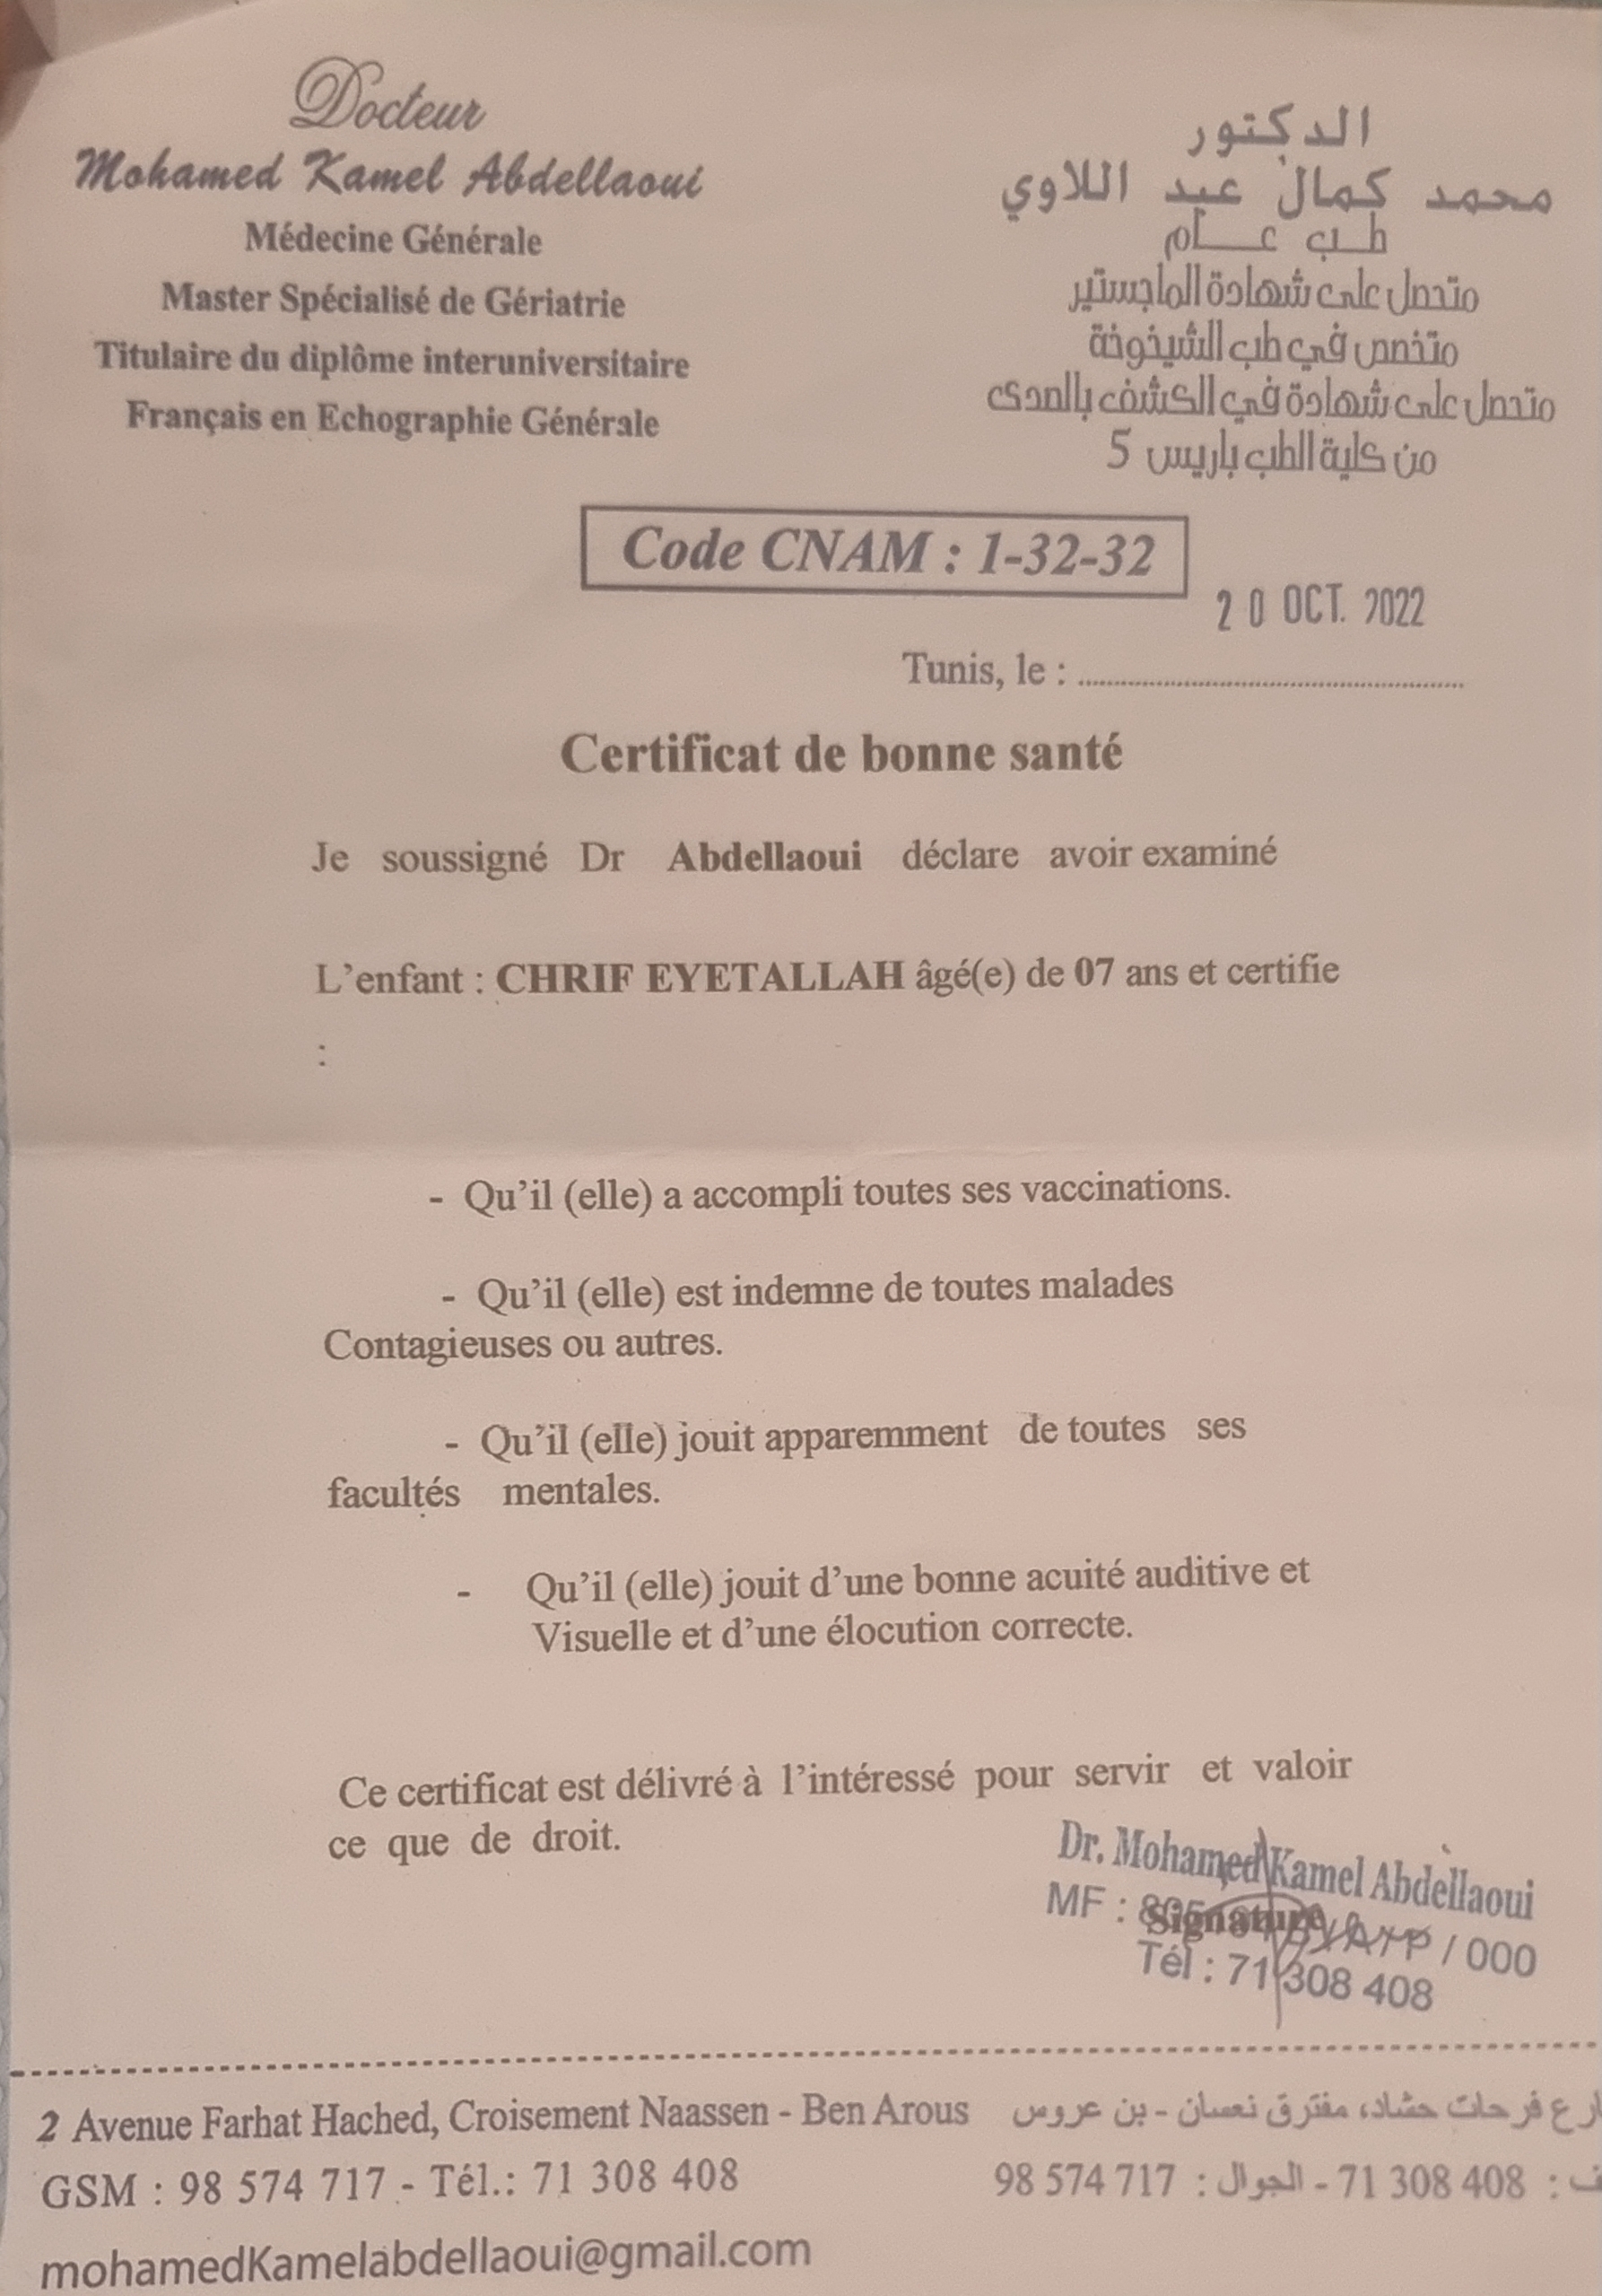 Docteur
Mohamed Kamel Abdellaoui
Médecine Générale
Master Spécialisé de Gériatrie
Titulaire du diplôme interuniversitaire
Français en Echographie Générale
الدكتور
محمد كمال عبد اللاوي
طب عـــام
متحصل على شهادة الماجستير
متخصص في طب الشيخوخة
متحصل على شهادة في الكشف بالصدى
من كلية الطب باريس 5
Code CNAM : 1-32-32
20 OCT. 2022
Tunis, le : ........................................................
Certificat de bonne santé
Je soussigné Dr Abdellaoui déclare avoir examiné
L'enfant : CHRIF EYETALLAH âgé(e) de 07 ans et certifie
:
- Qu'il (elle) a accompli toutes ses vaccinations.
- Qu'il (elle) est indemne de toutes malades
Contagieuses ou autres.
- Qu'il (elle) jouit apparemment de toutes ses
facultés mentales.
- Qu'il (elle) jouit d'une bonne acuité auditive et
Visuelle et d'une élocution correcte.
Ce certificat est délivré à l'intéressé pour servir et valoir
ce que de droit.
Dr. Mohamed Kamel Abdellaoui
MF : / 000
Signature
Tél : 71 308 408
2 Avenue Farhat Hached, Croisement Naassen - Ben Arous
فرحات حشاد، مفترق نعسان - بن عروس
GSM : 98 574 717 - Tél.: 71 308 408
: 71 308 408 - الجوال : 98 574 717
mohamedKamelabdellaoui@gmail.com